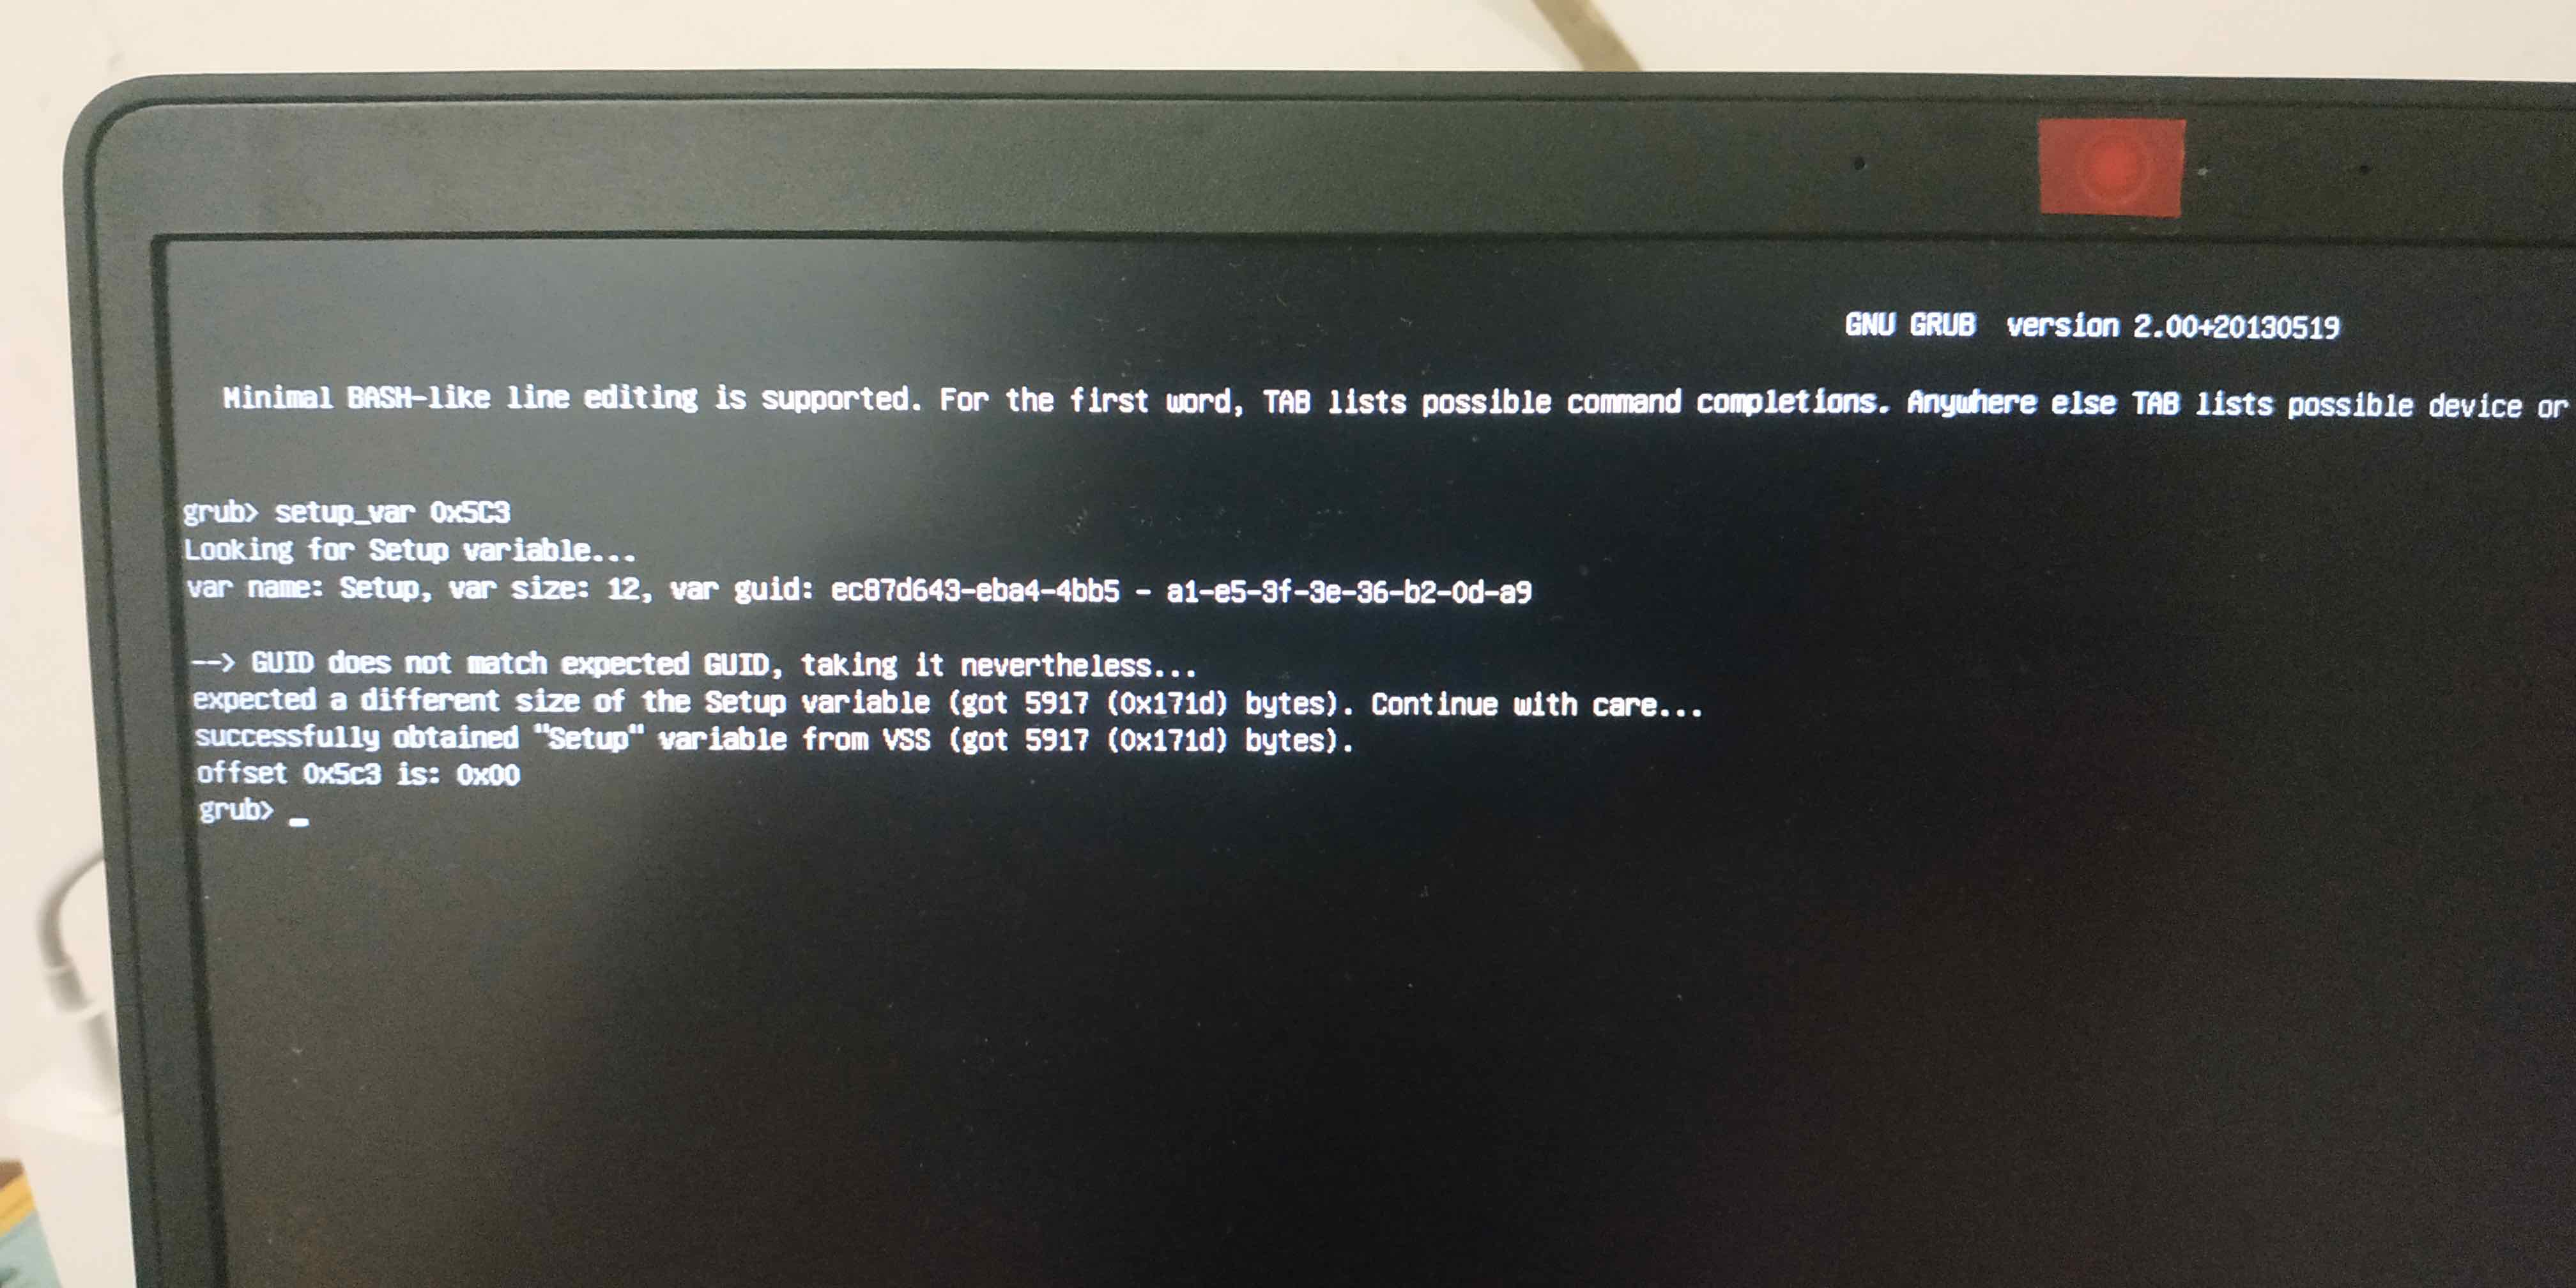 GNU GRUB  version 2.00+20130519
Minimal BASH-like line editing is supported. For the first word, TAB lists possible command completions. Anywhere else TAB lists possible device or
grub> setup_var 0x5C3
Looking for Setup variable...
var name: Setup, var size: 12, var guid: ec87d643-eba4-4bb5 - a1-e5-3f-3e-36-b2-0d-a9
--> GUID does not match expected GUID, taking it nevertheless...
expected a different size of the Setup variable (got 5917 (0x171d) bytes). Continue with care...
successfully obtained "Setup" variable from VSS (got 5917 (0x171d) bytes).
offset 0x5c3 is: 0x00
grub> _